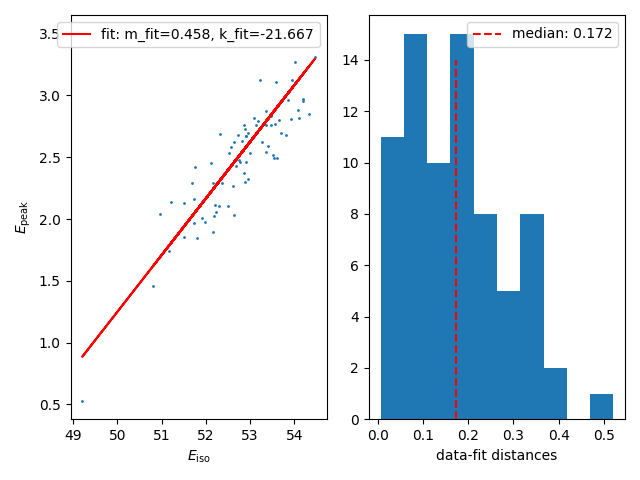 fit: m_fit=0.458, k_fit=-21.667
3.5
3.0
2.5
2.0
1.5
1.0
0.5
E_peak
49 50 51 52 53 54
E_iso
median: 0.172
14
12
10
8
6
4
2
0
0.0 0.1 0.2 0.3 0.4 0.5
data-fit distances